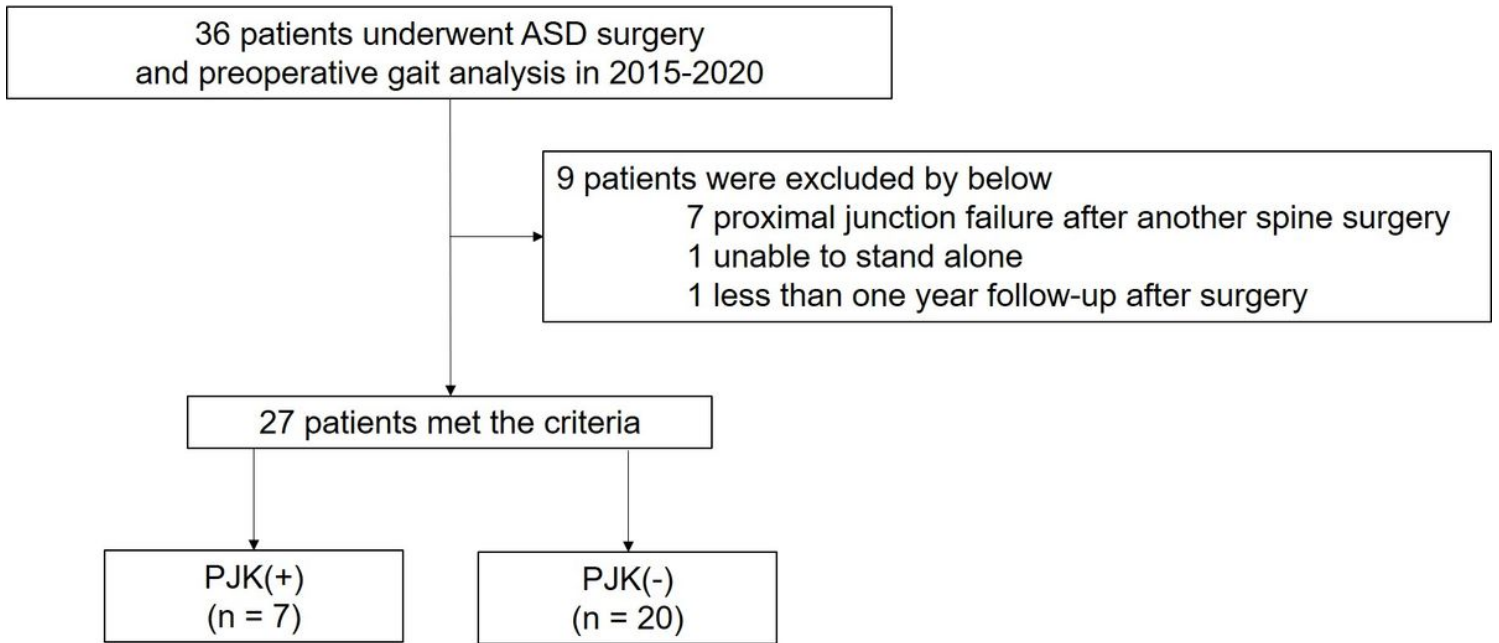 36 patients underwent ASD surgery
and preoperative gait analysis in 2015-2020
9 patients were excluded by below
7 proximal junction failure after another spine surgery
1 unable to stand alone
1 less than one year follow-up after surgery
27 patients met the criteria
PJK(+)
(n = 7)
PJK(-)
(n = 20)